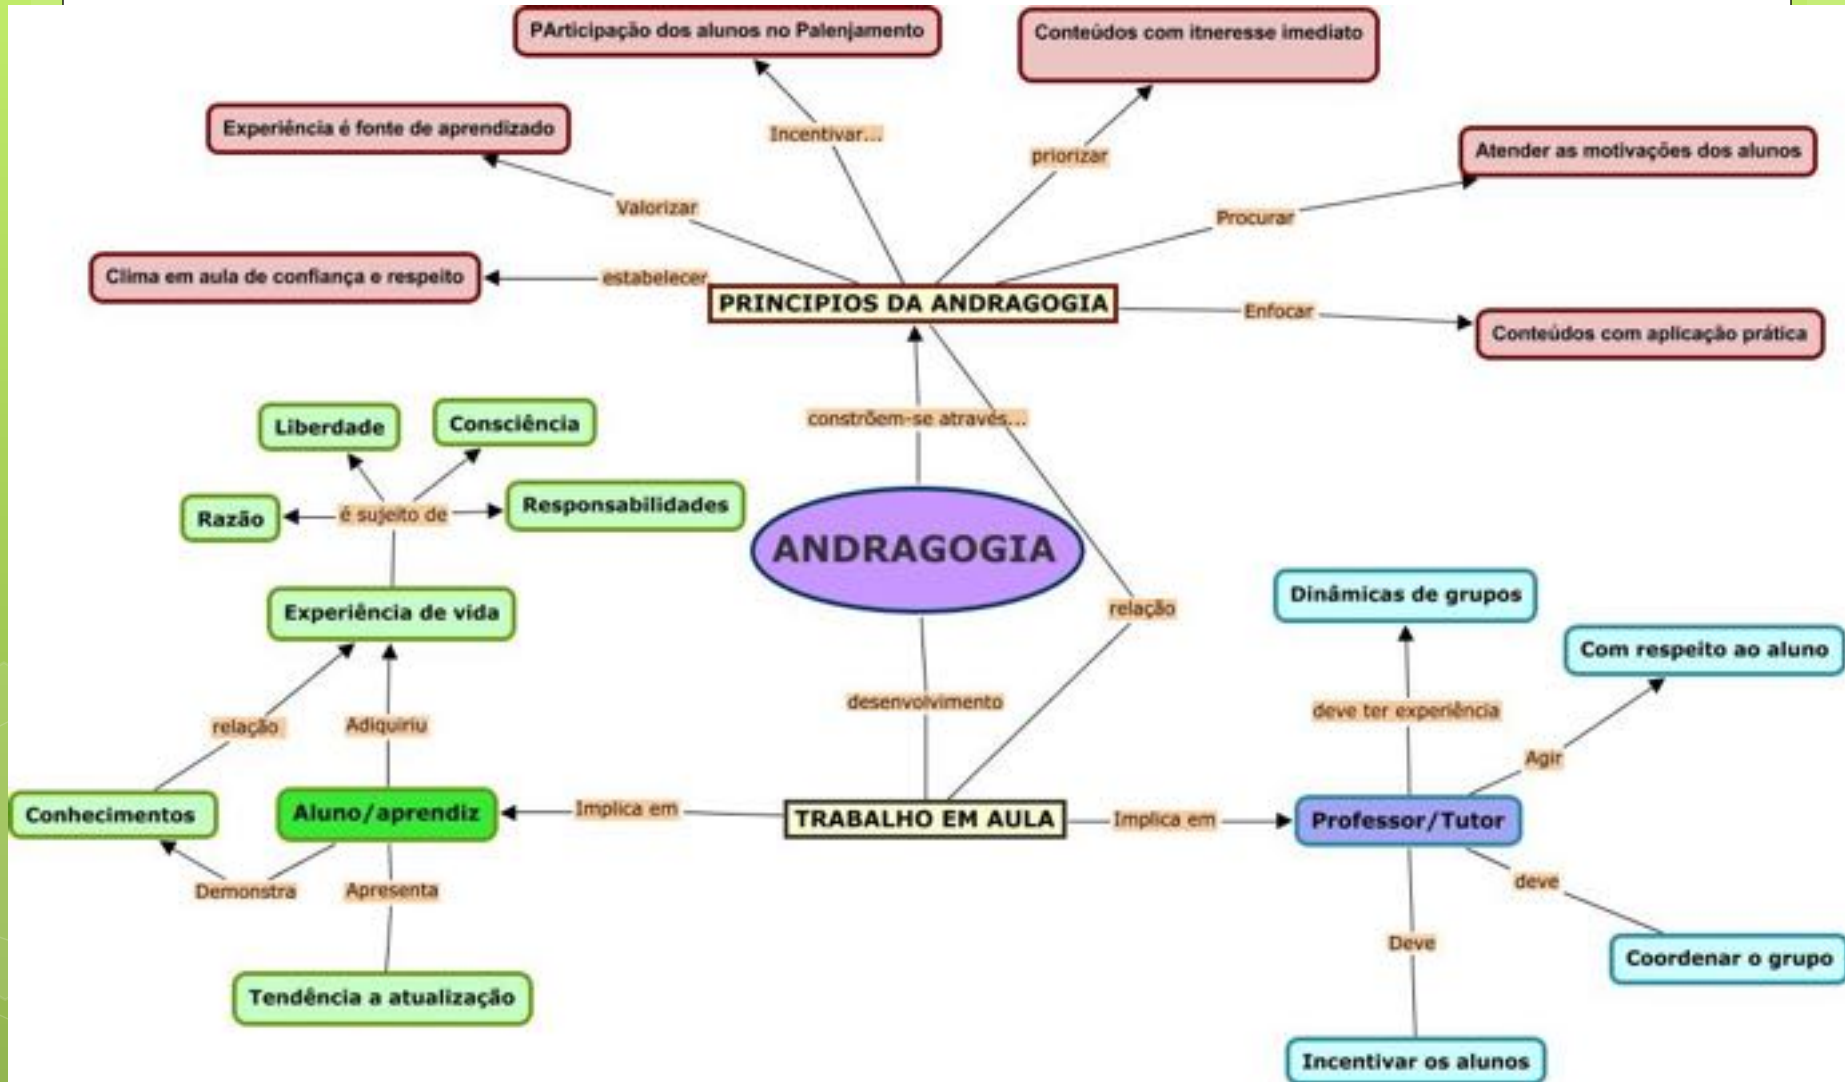 PArticipação dos alunos no Palenjamento
Conteúdos com itneresse imediato
Experiência é fonte de aprendizado
Incentivar...
priorizar
Atender as motivações dos alunos
Valorizar
Procurar
Clima em aula de confiança e respeito
estabelecer
PRINCIPIOS DA ANDRAGOGIA
Enfocar
Conteúdos com aplicação prática
constrõem-se através...
Liberdade
Consciência
Razão
é sujeito de
Responsabilidades
ANDRAGOGIA
Experiência de vida
relação
Dinâmicas de grupos
Com respeito ao aluno
relação
Adiquiriu
desenvolvimento
deve ter experiência
Agir
Conhecimentos
Aluno/aprendiz
Implica em
TRABALHO EM AULA
Implica em
Professor/Tutor
Demonstra
Apresenta
deve
Deve
Coordenar o grupo
Tendência a atualização
Incentivar os alunos